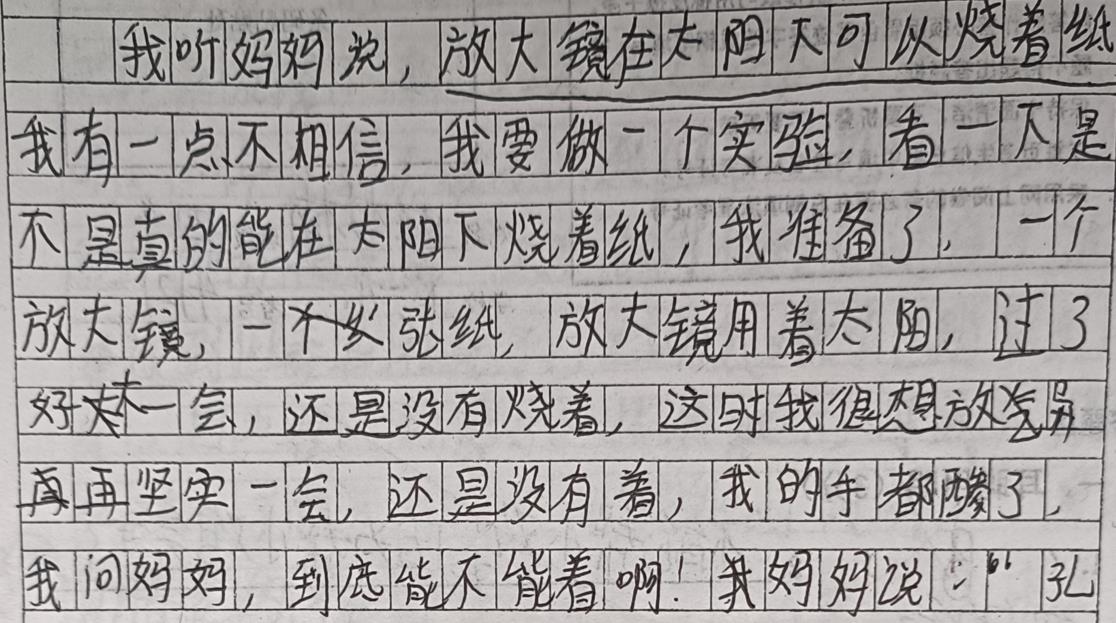 我听妈妈说，放大镜在太阳下可以烧着纸
我有一点不相信，我要做一个实验，看一下是
不是真的能在太阳下烧着纸，我准备了，一个
放大镜，一张纸，放大镜用着太阳，过了
好一会，还是没有烧着，这时我很想放弃另
真再坚实一会，还是没有着，我的手都酸了，
我问妈妈，到底能不能着啊！我妈妈说：“孔